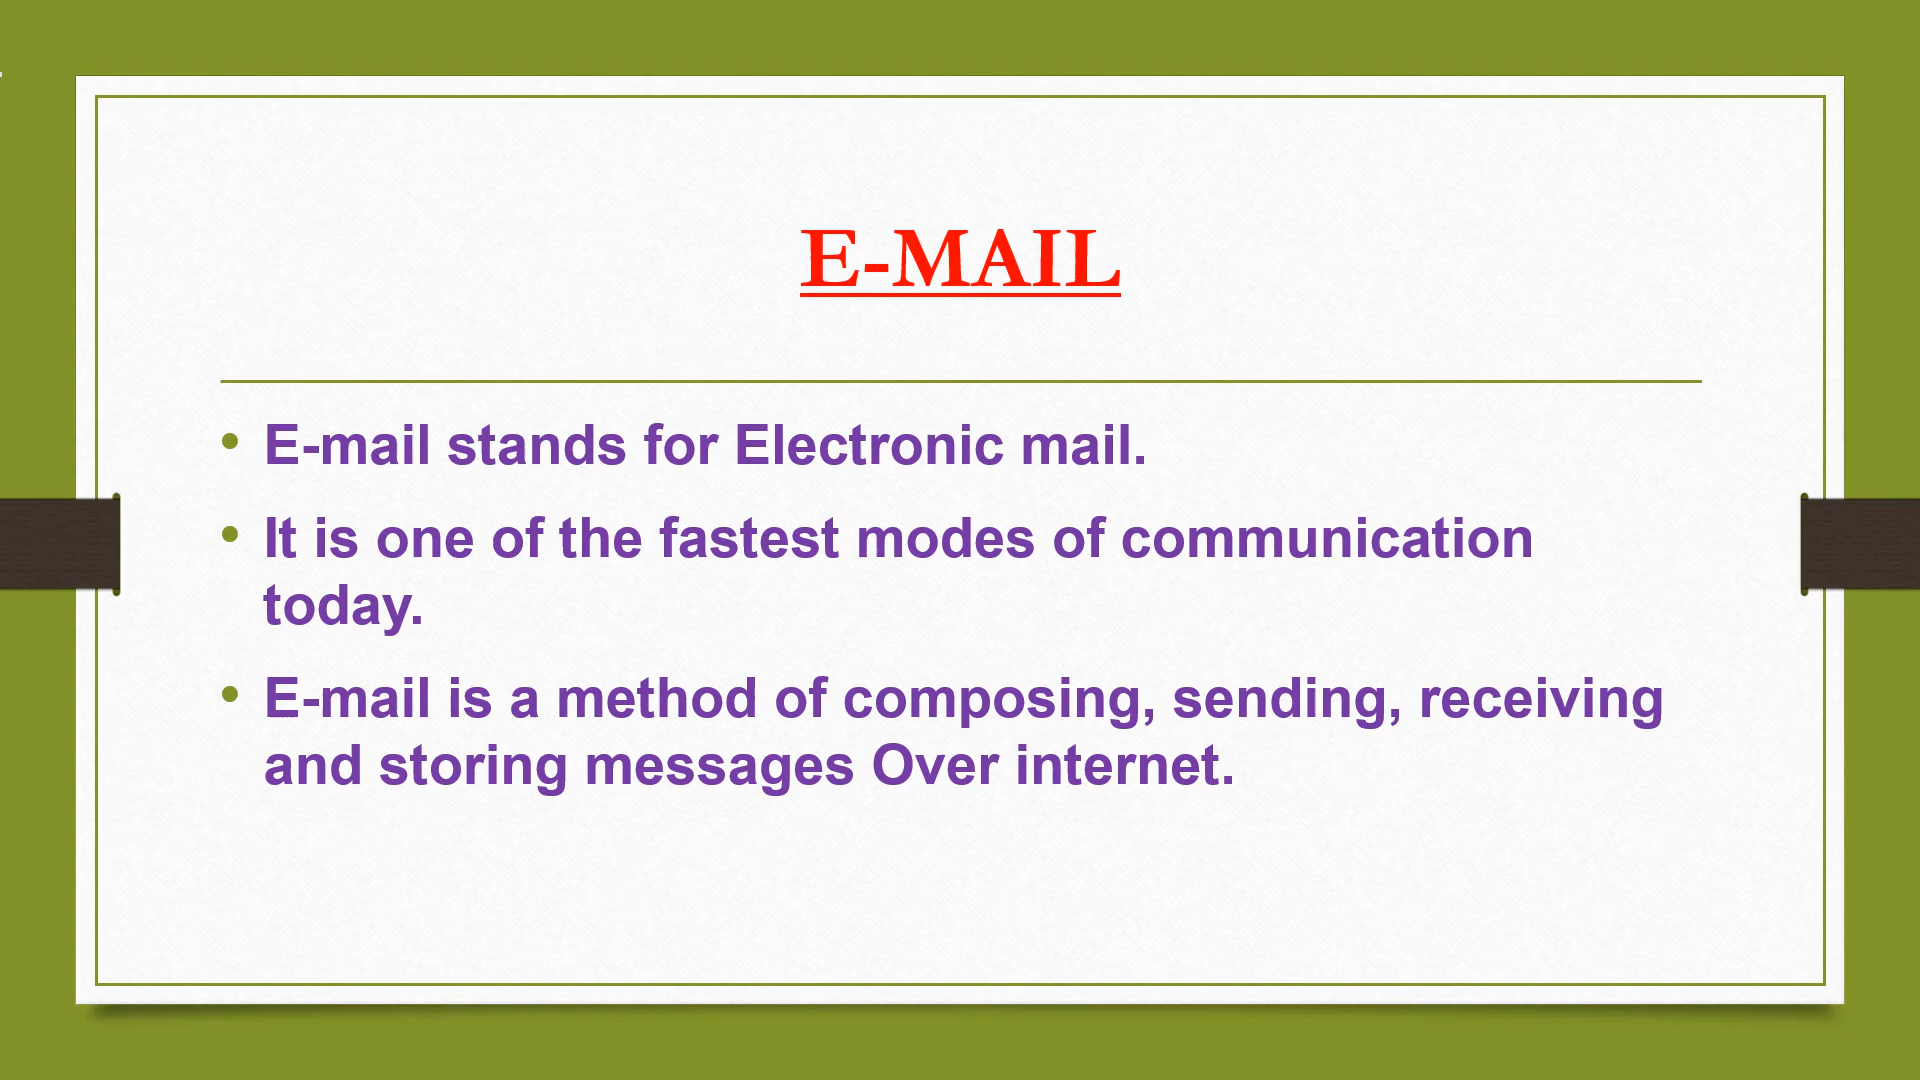 E-MAIL
• E-mail stands for Electronic mail.
• It is one of the fastest modes of communication
today.
• E-mail is a method of composing, sending, receiving
and storing messages Over internet.